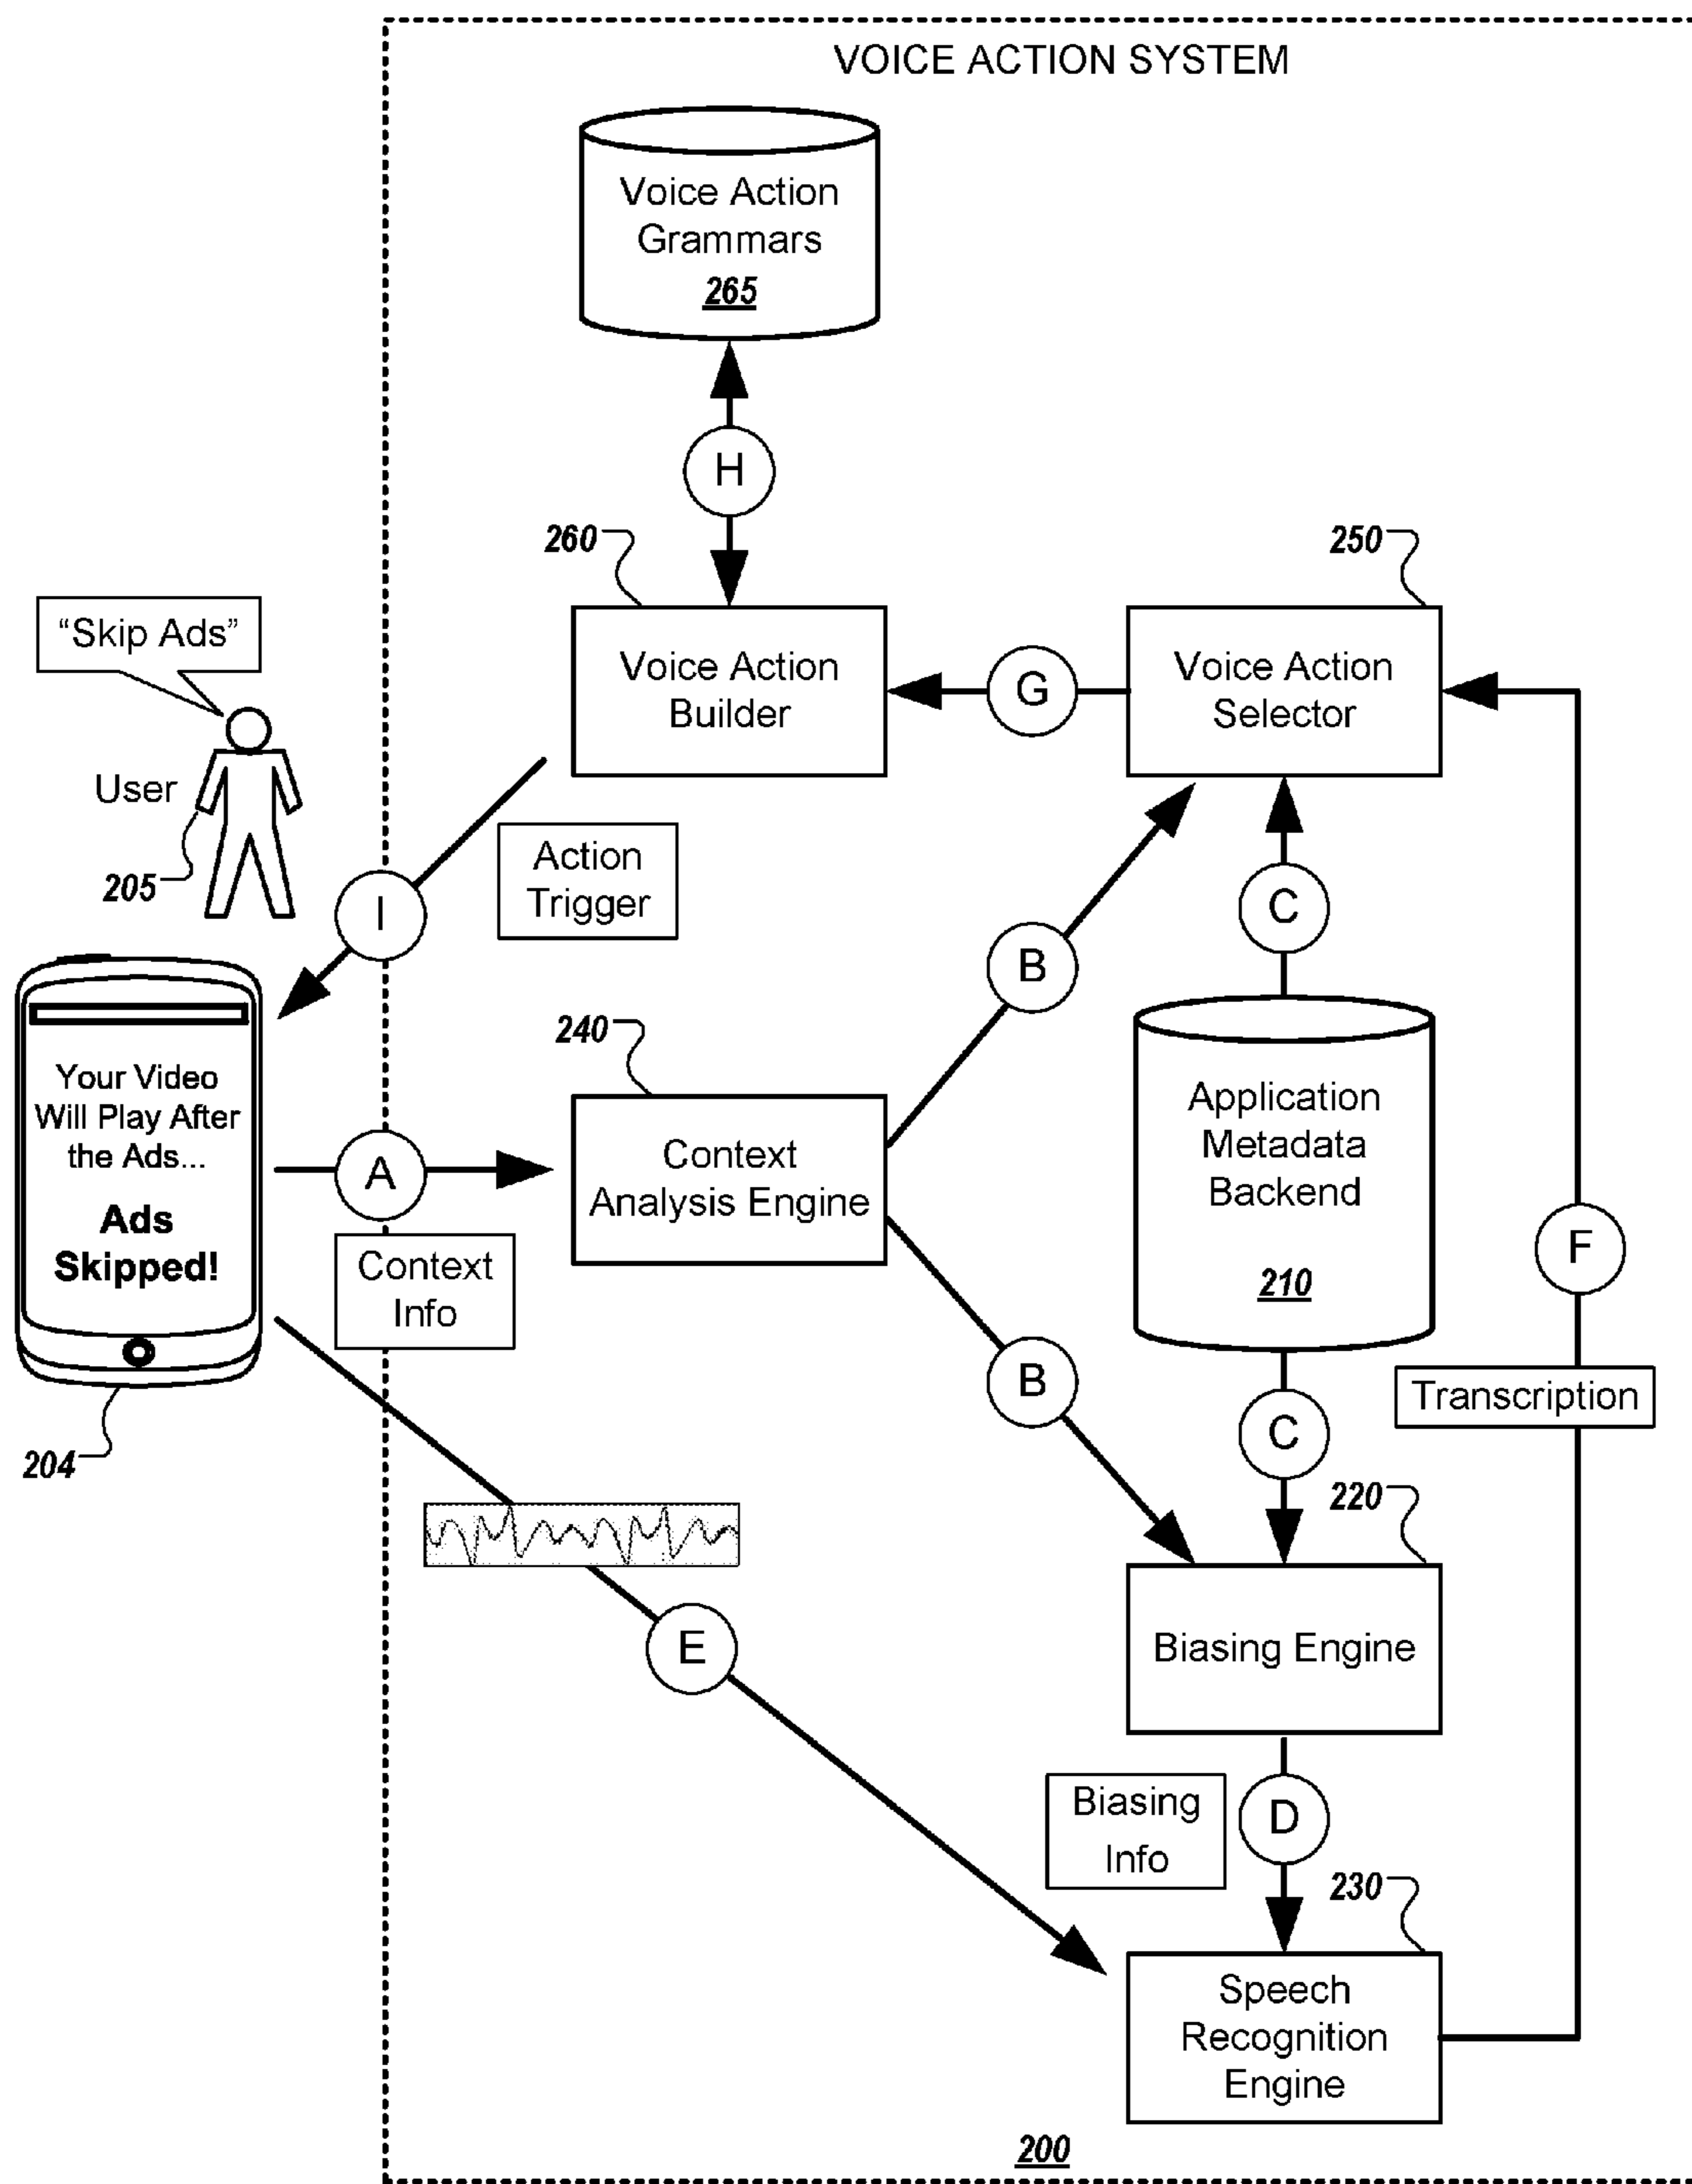 VOICE ACTION SYSTEM
Voice Action
Grammars
265
H
260
250
"Skip Ads"
Voice Action
Builder
G
Voice Action
Selector
User
205
Action
Trigger
I
C
B
240
Your Video
Will Play After
the Ads...
Ads
Skipped!
A
Context
Info
Context
Analysis Engine
Application
Metadata
Backend
210
F
B
Transcription
C
204
220
E
Biasing Engine
Biasing
Info
D
230
Speech
Recognition
Engine
200